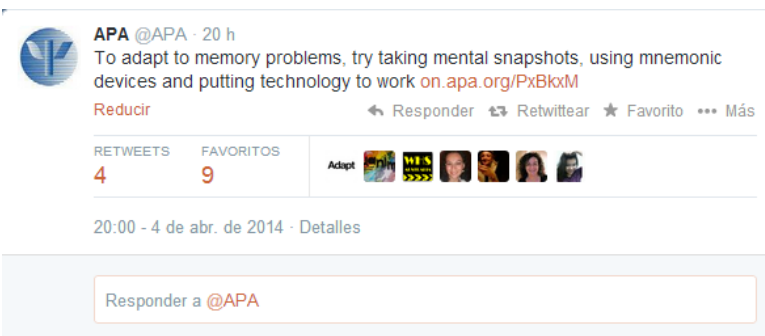 APA @APA · 20 h
To adapt to memory problems, try taking mental snapshots, using mnemonic
devices and putting technology to work on.apa.org/PxBkxM
Reducir
Responder Retwittear Favorito Más
RETWEETS FAVORITOS
4 9
Adapt
WHS
20:00 - 4 de abr. de 2014 · Detalles
Responder a @APA